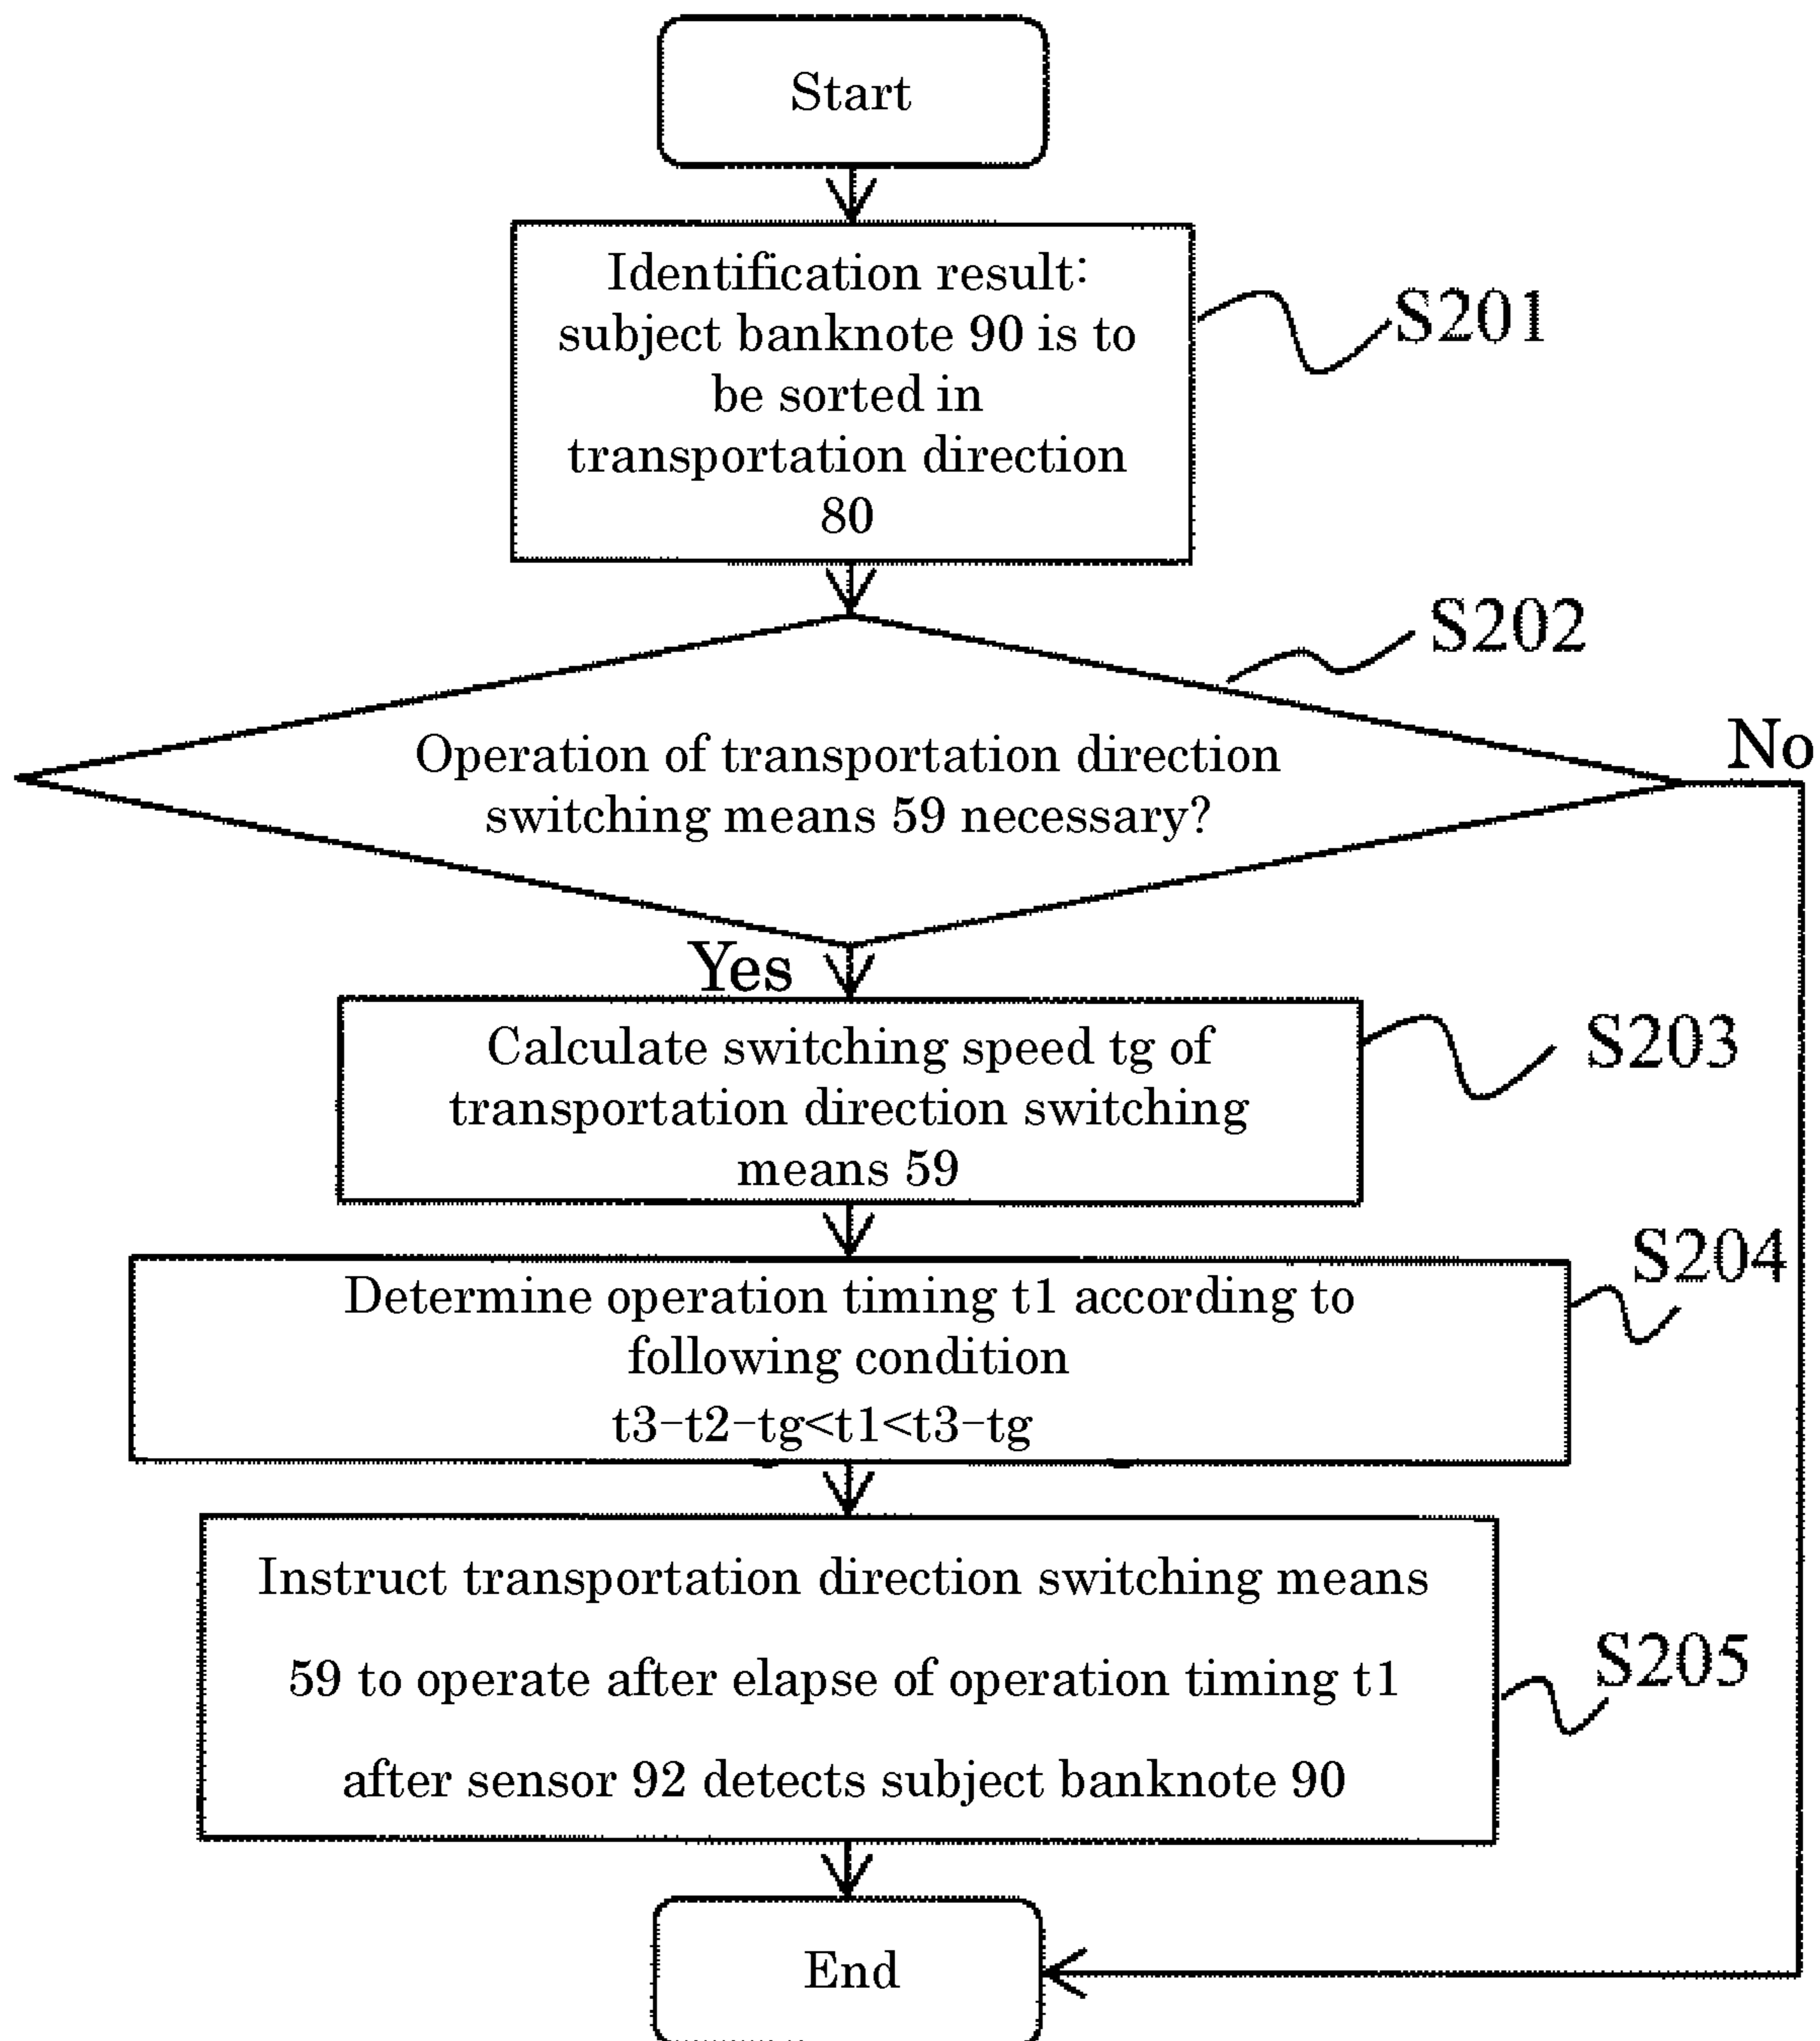 Start
Identification result:
subject banknote 90 is to
be sorted in
transportation direction
80
S201
S202
Operation of transportation direction
switching means 59 necessary?
No
Yes
Calculate switching speed tg of
transportation direction switching
means 59
S203
Determine operation timing t1 according to
following condition
t3-t2-tg<t1<t3-tg
S204
Instruct transportation direction switching means
59 to operate after elapse of operation timing t1
after sensor 92 detects subject banknote 90
S205
End